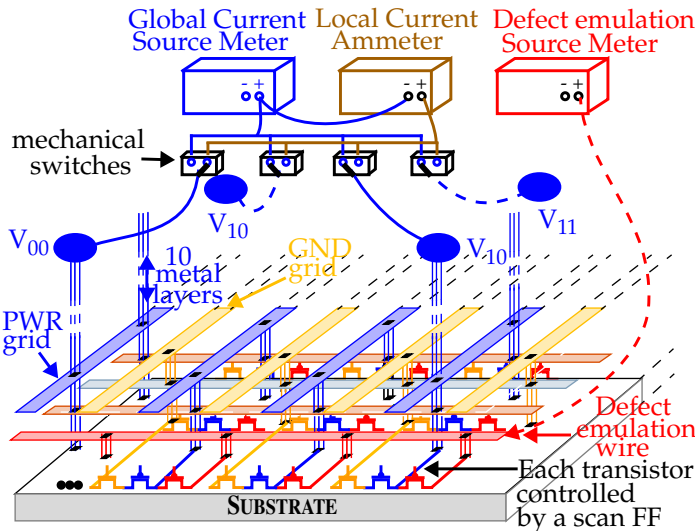 Global Current
Source Meter
Local Current
Ammeter
Defect emulation
Source Meter
- +
- +
- +
mechanical
switches
V10
V11
V00
V10
10
metal
layers
GND
grid
PWR
grid
Defect
emulation
wire
Each transistor
controlled
by a scan FF
SUBSTRATE